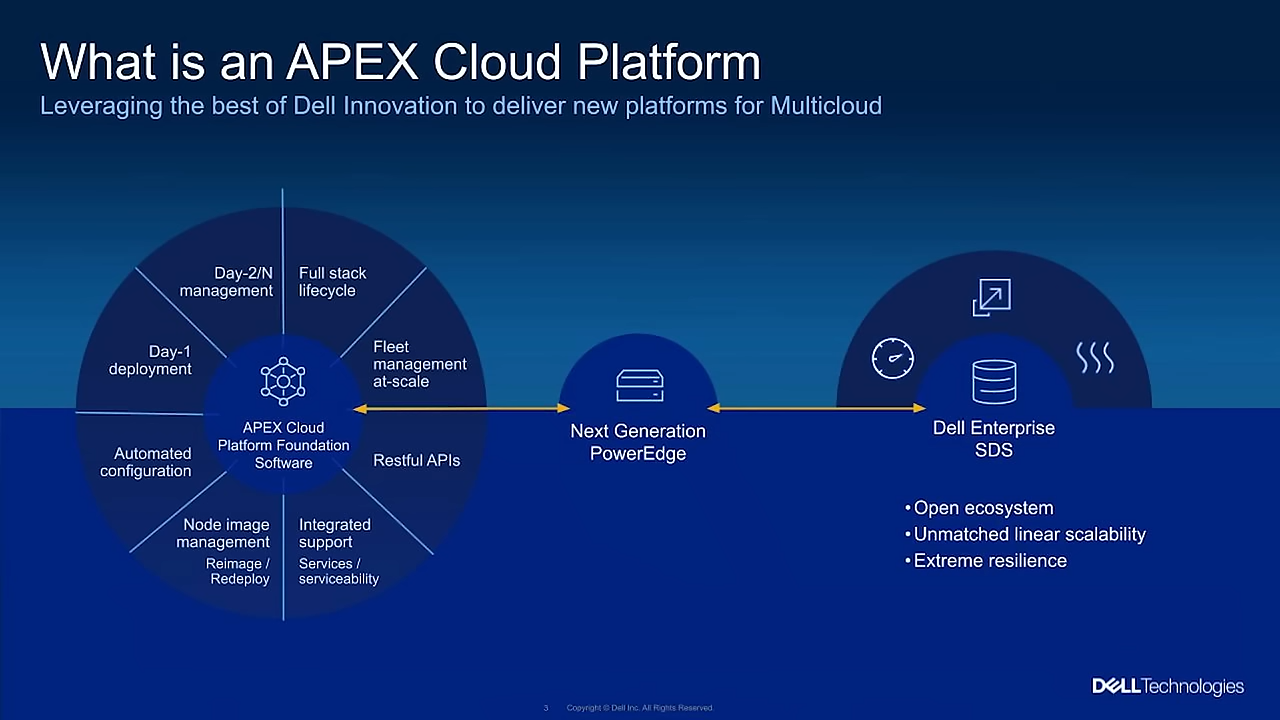 What is an APEX Cloud Platform
Leveraging the best of Dell Innovation to deliver new platforms for Multicloud
Day-2/N
management
Full stack
lifecycle
Day-1
deployment
Fleet
management
at-scale
APEX Cloud
Platform Foundation
Software
Automated
configuration
Restful APIs
Node image
management
Reimage /
Redeploy
Integrated
support
Services /
serviceability
Next Generation
PowerEdge
Dell Enterprise
SDS
• Open ecosystem
• Unmatched linear scalability
• Extreme resilience
DELLTechnologies
3 Copyright © Dell Inc. All Rights Reserved.